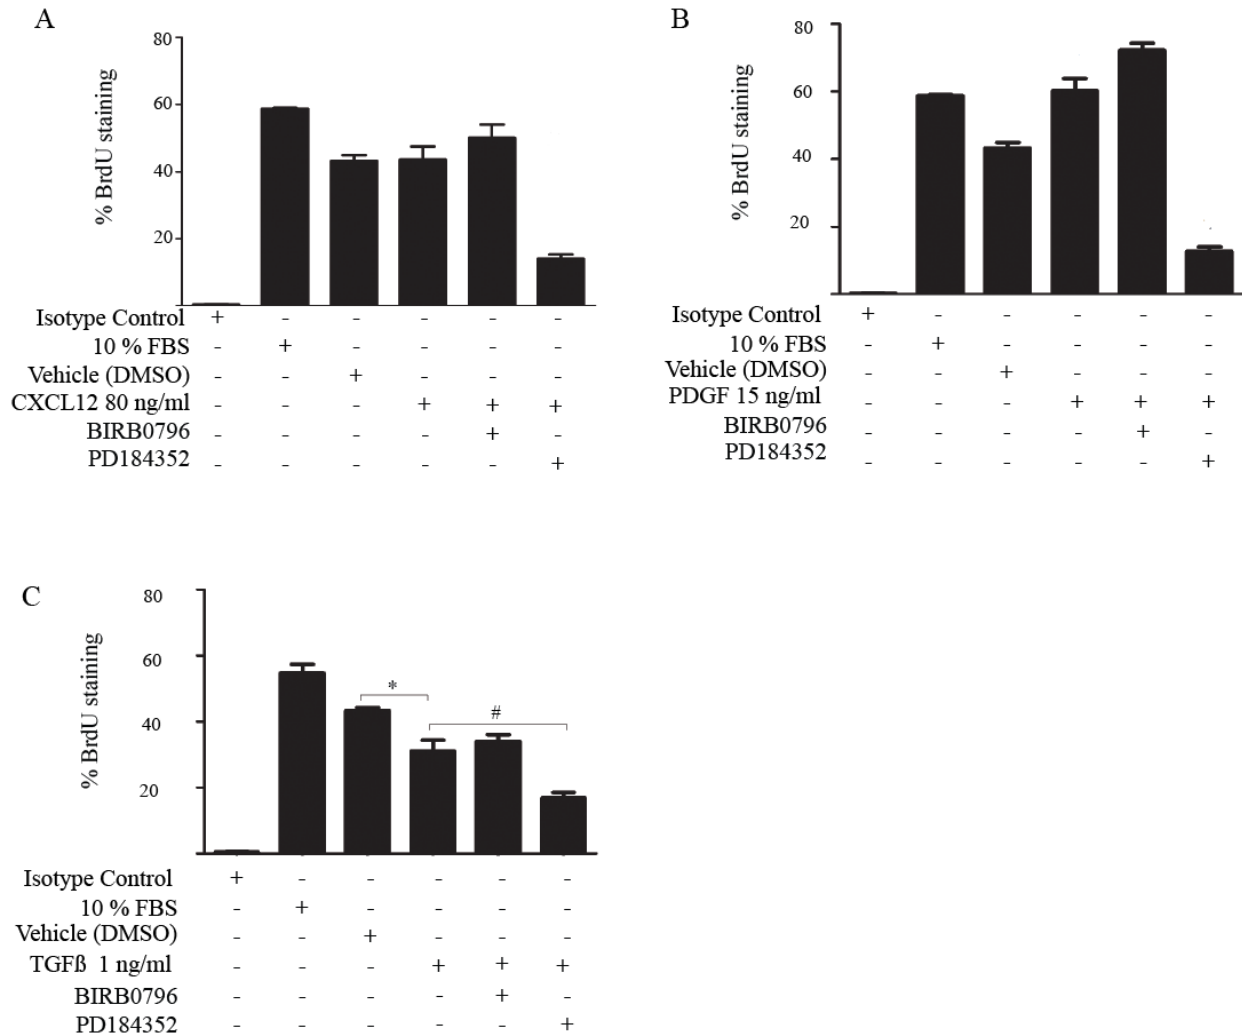 A
% BrdU staining
80
60
40
20
Isotype Control + - - - - -
10 % FBS - + - - - -
Vehicle (DMSO) - - + - - -
CXCL12 80 ng/ml - - - + + +
BIRB0796 - - - - + -
PD184352 - - - - - +
B
% BrdU staining
80
60
40
20
Isotype Control + - - - - -
10 % FBS - + - - - -
Vehicle (DMSO) - - + - - -
PDGF 15 ng/ml - - - + + +
BIRB0796 - - - - + -
PD184352 - - - - - +
C
% BrdU staining
80
60
40
20
*
#
Isotype Control + - - - - -
10 % FBS - + - - - -
Vehicle (DMSO) - - + - - -
TGFß 1 ng/ml - - - + + +
BIRB0796 - - - - + -
PD184352 - - - - - +